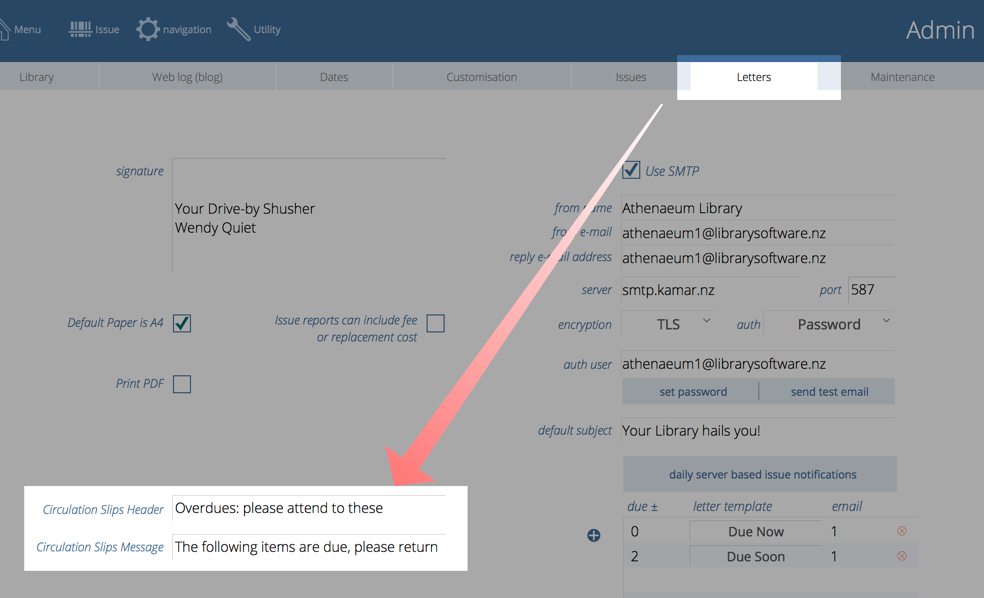 Menu Issue navigation Utility Admin
Library Web log (blog) Dates Customisation Issues Letters Maintenance
signature
Your Drive-by Shusher
Wendy Quiet
Default Paper is A4
Issue reports can include fee
or replacement cost
Print PDF
Circulation Slips Header Overdues: please attend to these
Circulation Slips Message The following items are due, please return
Use SMTP
from name Athenaeum Library
from e-mail athenaeum1@librarysoftware.nz
reply e-mail address athenaeum1@librarysoftware.nz
server smtp.kamar.nz port 587
encryption TLS auth Password
auth user athenaeum1@librarysoftware.nz
set password send test email
default subject Your Library hails you!
daily server based issue notifications
due ± letter template email
0 Due Now 1
2 Due Soon 1